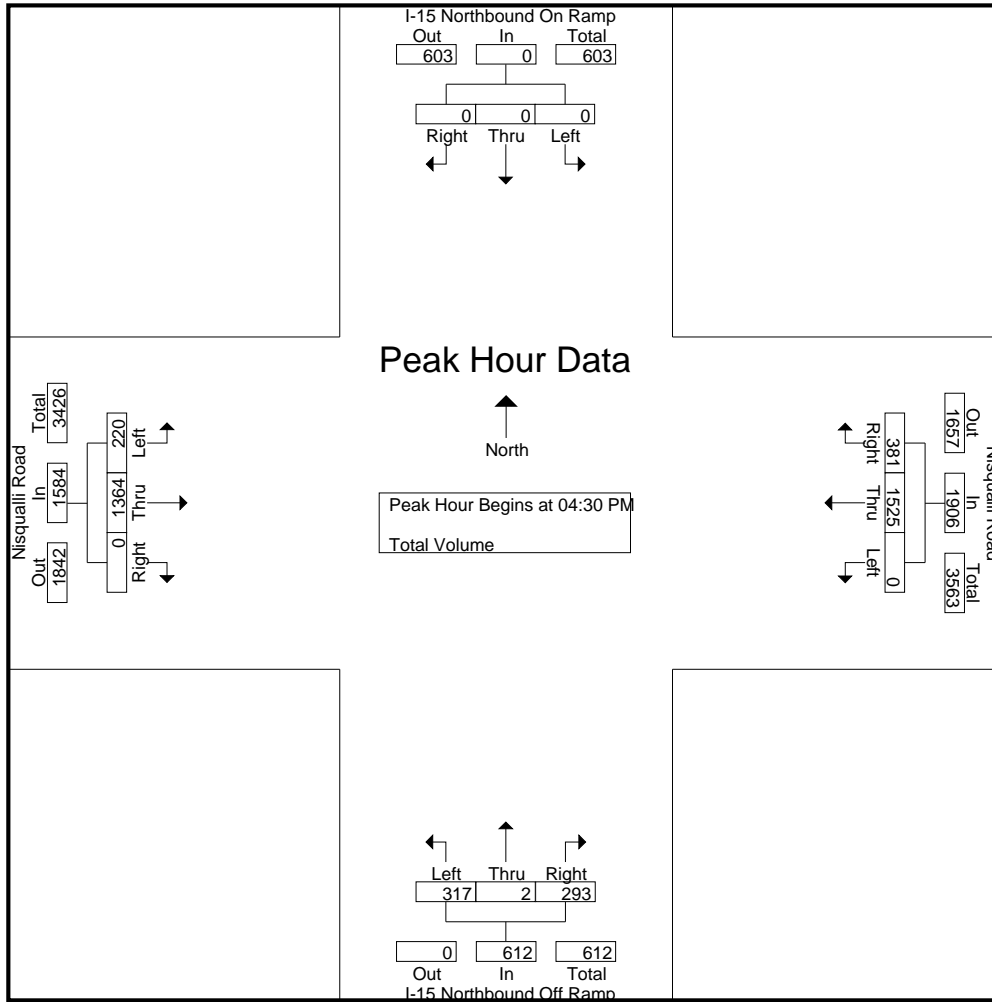 I-15 Northbound On Ramp
Out In Total
603 0 603
0 0 0
Right Thru Left
Peak Hour Data
North
Peak Hour Begins at 04:30 PM
Total Volume
Nisqualli Road
Out In Total
1842 1584 3426
0 1364 220
Right Thru Left
Nisqualli Road
Out In Total
1657 1906 3563
381 1525 0
Right Thru Left
Left Thru Right
317 2 293
0 612 612
Out In Total
I-15 Northbound Off Ramp